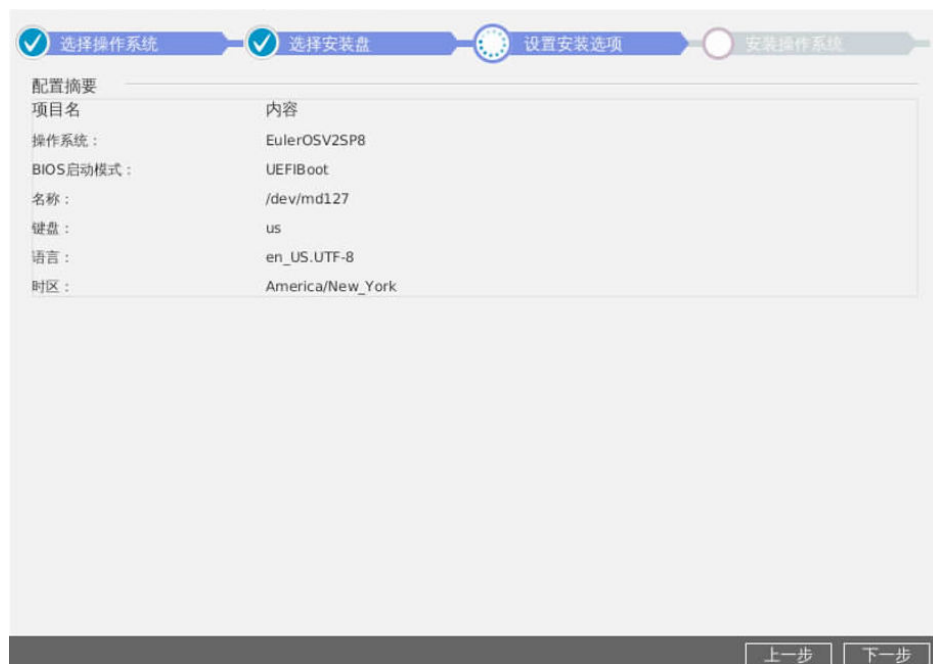 选择操作系统 选择安装盘 设置安装选项 安装操作系统
配置摘要
项目名 内容
操作系统： EulerOSV2SP8
BIOS启动模式： UEFIBoot
名称： /dev/md127
键盘： us
语言： en_US.UTF-8
时区： America/New_York
上一步 下一步